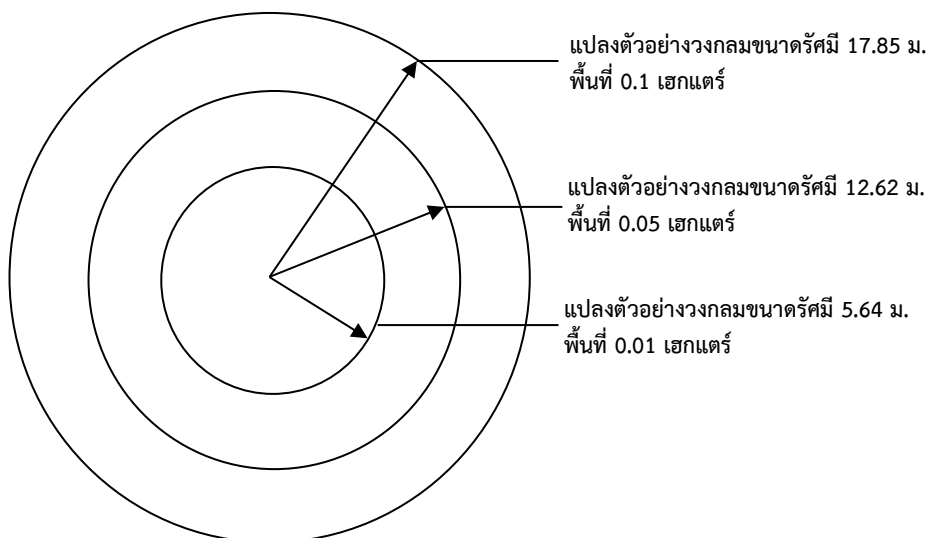 แปลงตัวอย่างวงกลมขนาดรัศมี 17.85 ม.
พื้นที่ 0.1 เฮกแตร์
แปลงตัวอย่างวงกลมขนาดรัศมี 12.62 ม.
พื้นที่ 0.05 เฮกแตร์
แปลงตัวอย่างวงกลมขนาดรัศมี 5.64 ม.
พื้นที่ 0.01 เฮกแตร์